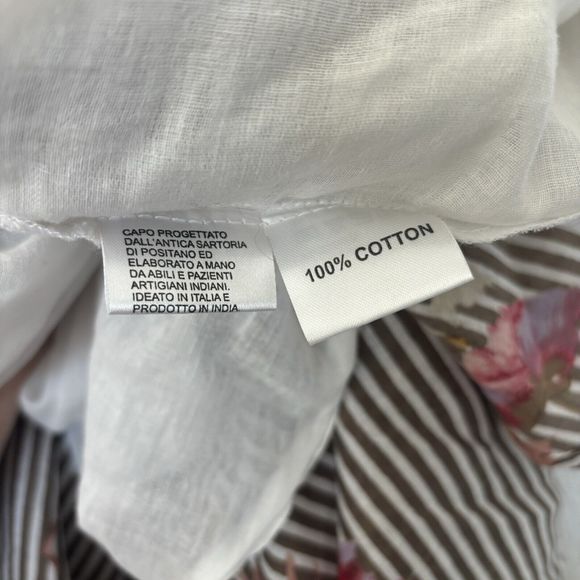 CAPO PROGETTATO
DALL'ANTICA SARTORIA
DI POSITANO ED
ELABORATO A MANO
DA ABILI E PAZIENTI
ARTIGIANI INDIANI.
IDEATO IN ITALIA E
PRODOTTO IN INDIA
100% COTTON